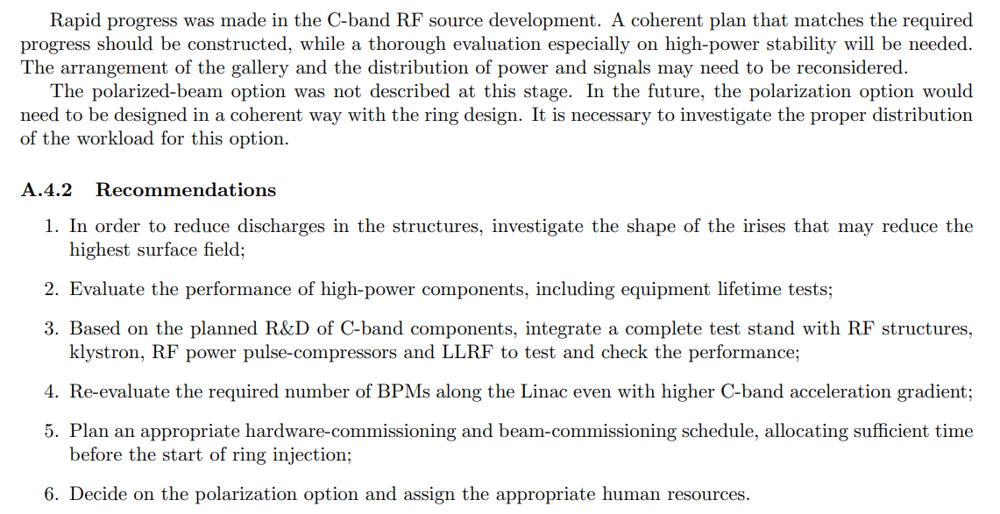 Rapid progress was made in the C-band RF source development. A coherent plan that matches the required
progress should be constructed, while a thorough evaluation especially on high-power stability will be needed.
The arrangement of the gallery and the distribution of power and signals may need to be reconsidered.
The polarized-beam option was not described at this stage. In the future, the polarization option would
need to be designed in a coherent way with the ring design. It is necessary to investigate the proper distribution
of the workload for this option.
A.4.2 Recommendations
1. In order to reduce discharges in the structures, investigate the shape of the irises that may reduce the
highest surface field;
2. Evaluate the performance of high-power components, including equipment lifetime tests;
3. Based on the planned R&D of C-band components, integrate a complete test stand with RF structures,
klystron, RF power pulse-compressors and LLRF to test and check the performance;
4. Re-evaluate the required number of BPMs along the Linac even with higher C-band acceleration gradient;
5. Plan an appropriate hardware-commissioning and beam-commissioning schedule, allocating sufficient time
before the start of ring injection;
6. Decide on the polarization option and assign the appropriate human resources.